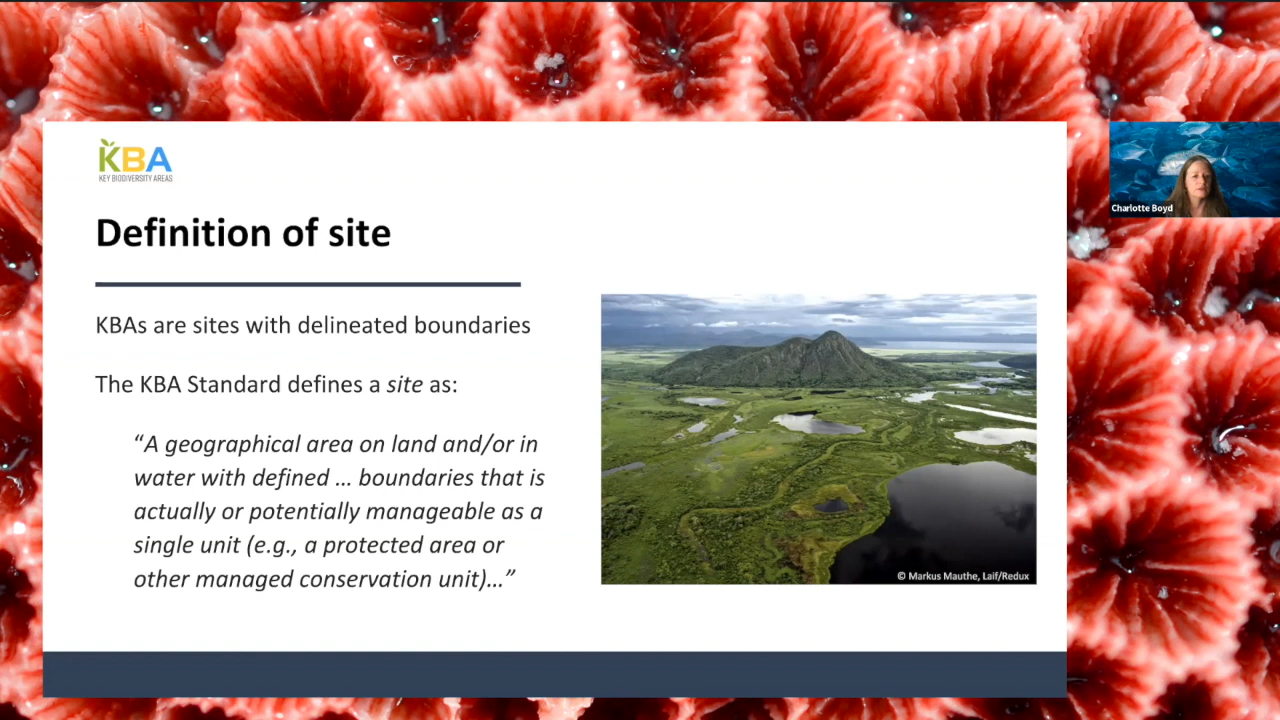 KBA
KEY BIODIVERSITY AREAS
Definition of site
KBAs are sites with delineated boundaries
The KBA Standard defines a site as:
“A geographical area on land and/or in
water with defined ... boundaries that is
actually or potentially manageable as a
single unit (e.g., a protected area or
other managed conservation unit)...”
© Markus Mauthe, Laif/Redux
Charlotte Boyd